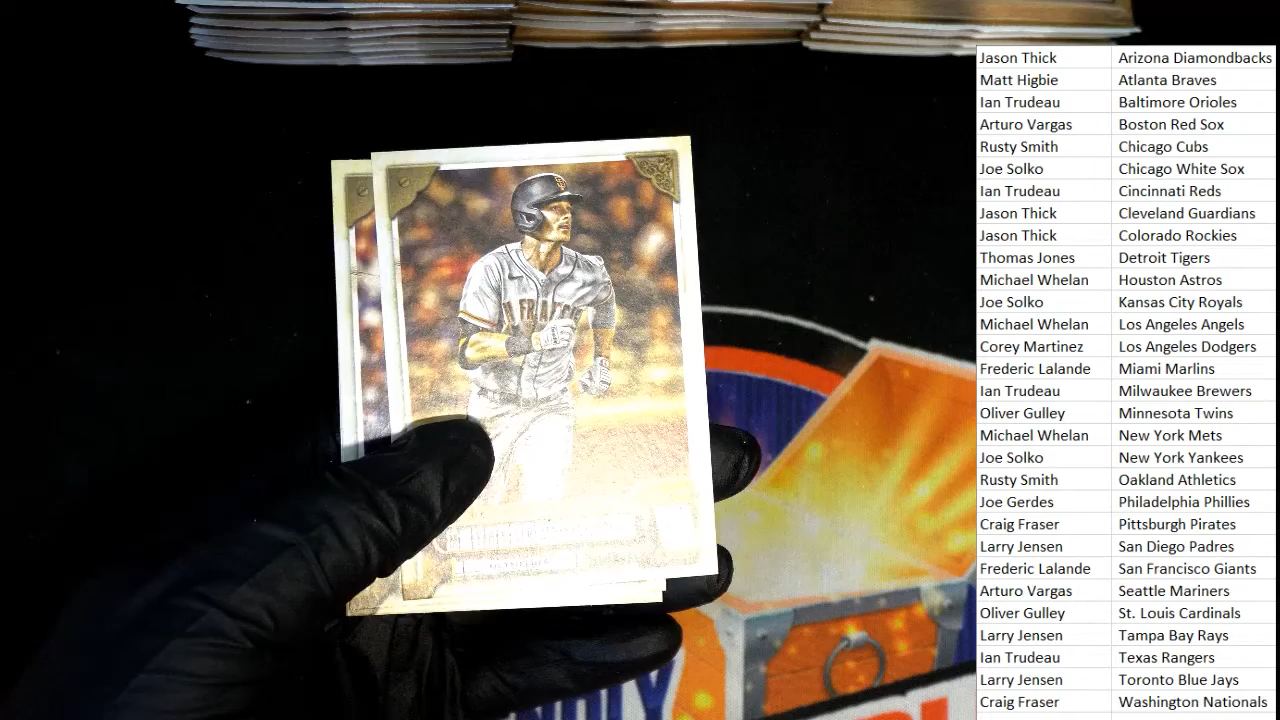 Jason Thick Arizona Diamondbacks
Matt Higbie Atlanta Braves
Ian Trudeau Baltimore Orioles
Arturo Vargas Boston Red Sox
Rusty Smith Chicago Cubs
Joe Solko Chicago White Sox
Ian Trudeau Cincinnati Reds
Jason Thick Cleveland Guardians
Jason Thick Colorado Rockies
Thomas Jones Detroit Tigers
Michael Whelan Houston Astros
Joe Solko Kansas City Royals
Michael Whelan Los Angeles Angels
Corey Martinez Los Angeles Dodgers
Frederic Lalande Miami Marlins
Ian Trudeau Milwaukee Brewers
Oliver Gulley Minnesota Twins
Michael Whelan New York Mets
Joe Solko New York Yankees
Rusty Smith Oakland Athletics
Joe Gerdes Philadelphia Phillies
Craig Fraser Pittsburgh Pirates
Larry Jensen San Diego Padres
Frederic Lalande San Francisco Giants
Arturo Vargas Seattle Mariners
Oliver Gulley St. Louis Cardinals
Larry Jensen Tampa Bay Rays
Ian Trudeau Texas Rangers
Larry Jensen Toronto Blue Jays
Craig Fraser Washington Nationals